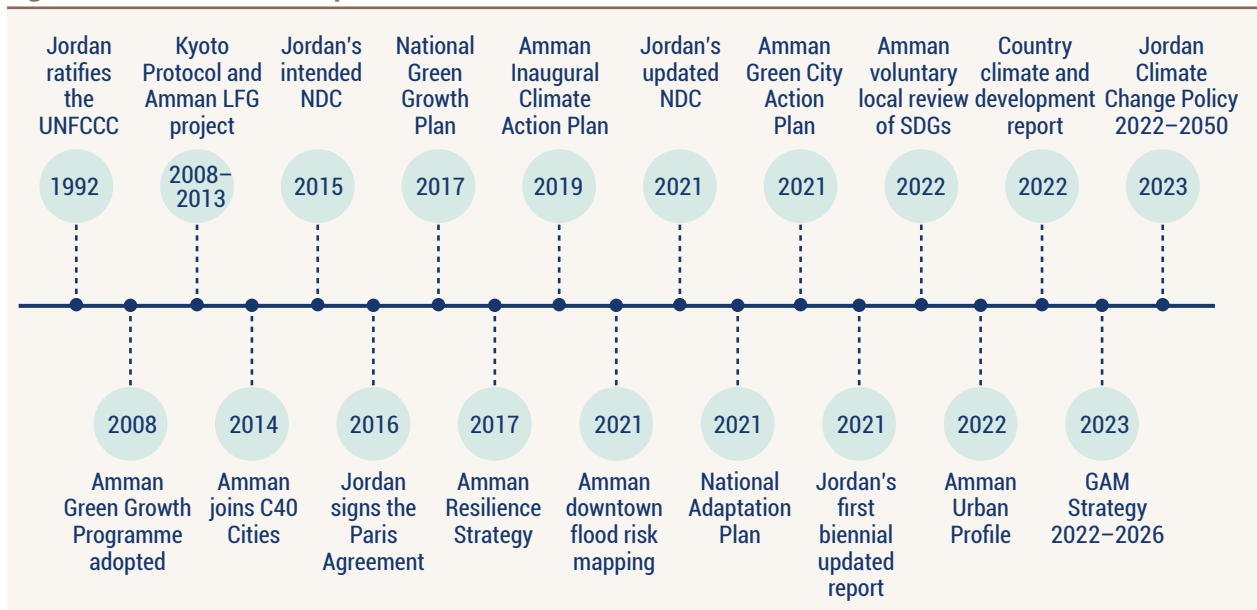 Jordan
ratifies
the
UNFCCC
1992
Kyoto
Protocol and
Amman LFG
project
2008–
2013
Jordan's
intended
NDC
2015
National
Green
Growth
Plan
2017
Amman
Inaugural
Climate
Action Plan
2019
Jordan's
updated
NDC
2021
Amman
Green City
Action
Plan
2021
Amman
voluntary
local review
of SDGs
2022
Country
climate and
development
report
2022
Jordan
Climate
Change Policy
2022–2050
2023
2008
Amman
Green Growth
Programme
adopted
2014
Amman
joins C40
Cities
2016
Jordan
signs the
Paris
Agreement
2017
Amman
Resilience
Strategy
2021
Amman
downtown
flood risk
mapping
2021
National
Adaptation
Plan
2021
Jordan's
first
biennial
updated
report
2022
Amman
Urban
Profile
2023
GAM
Strategy
2022–2026